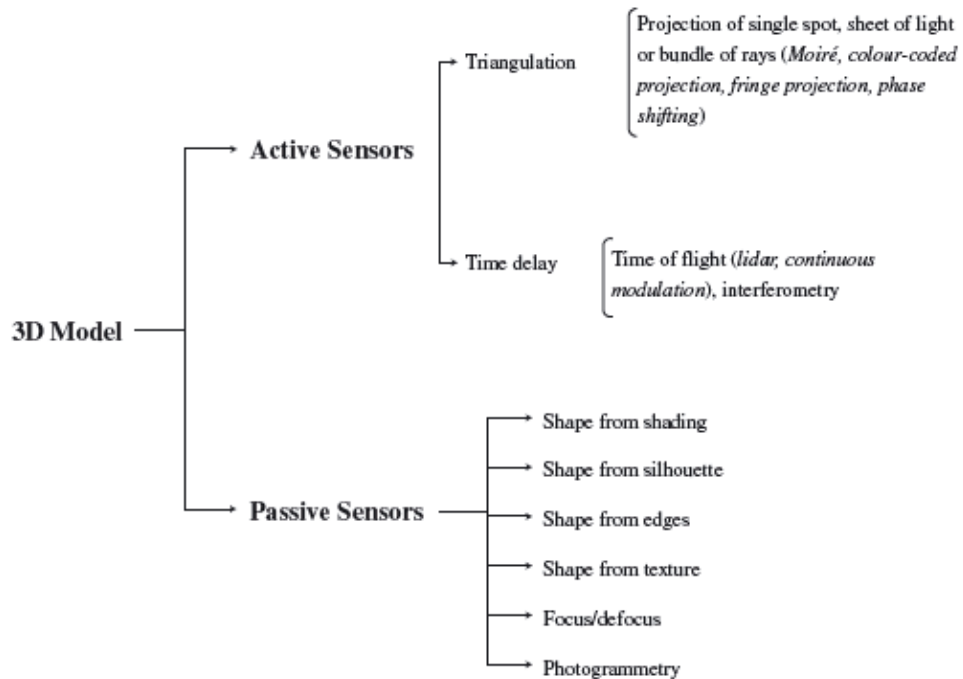 Projection of single spot, sheet of light
or bundle of rays (Moiré, colour-coded
projection, fringe projection, phase
shifting)
Triangulation
Active Sensors
Time delay
Time of flight (lidar, continuous
modulation), interferometry
3D Model
Shape from shading
Shape from silhouette
Passive Sensors
Shape from edges
Shape from texture
Focus/defocus
Photogrammetry